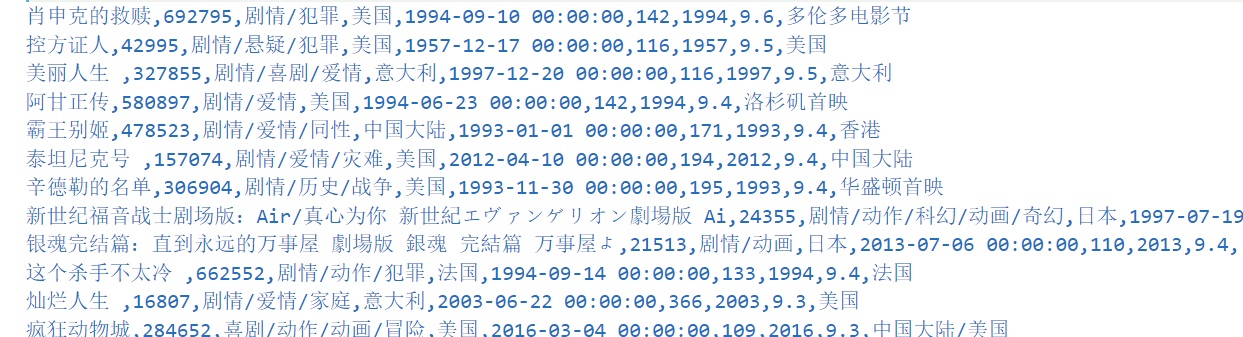 肖申克的救赎,692795,剧情/犯罪,美国,1994-09-10 00:00:00,142,1994,9.6,多伦多电影节
控方证人,42995,剧情/悬疑/犯罪,美国,1957-12-17 00:00:00,116,1957,9.5,美国
美丽人生 ,327855,剧情/喜剧/爱情,意大利,1997-12-20 00:00:00,116,1997,9.5,意大利
阿甘正传,580897,剧情/爱情,美国,1994-06-23 00:00:00,142,1994,9.4,洛杉矶首映
霸王别姬,478523,剧情/爱情/同性,中国大陆,1993-01-01 00:00:00,171,1993,9.4,香港
泰坦尼克号 ,157074,剧情/爱情/灾难,美国,2012-04-10 00:00:00,194,2012,9.4,中国大陆
辛德勒的名单,306904,剧情/历史/战争,美国,1993-11-30 00:00:00,195,1993,9.4,华盛顿首映
新世纪福音战士剧场版：Air/真心为你 新世紀エヴァンゲリオン劇場版 Ai,24355,剧情/动作/科幻/动画/奇幻,日本,1997-07-19
银魂完结篇：直到永远的万事屋 劇場版 銀魂 完結篇 万事屋よ,21513,剧情/动画,日本,2013-07-06 00:00:00,110,2013,9.4,
这个杀手不太冷 ,662552,剧情/动作/犯罪,法国,1994-09-14 00:00:00,133,1994,9.4,法国
灿烂人生 ,16807,剧情/爱情/家庭,意大利,2003-06-22 00:00:00,366,2003,9.3,美国
疯狂动物城,284652,喜剧/动作/动画/冒险,美国,2016-03-04 00:00:00,109,2016,9.3,中国大陆/美国